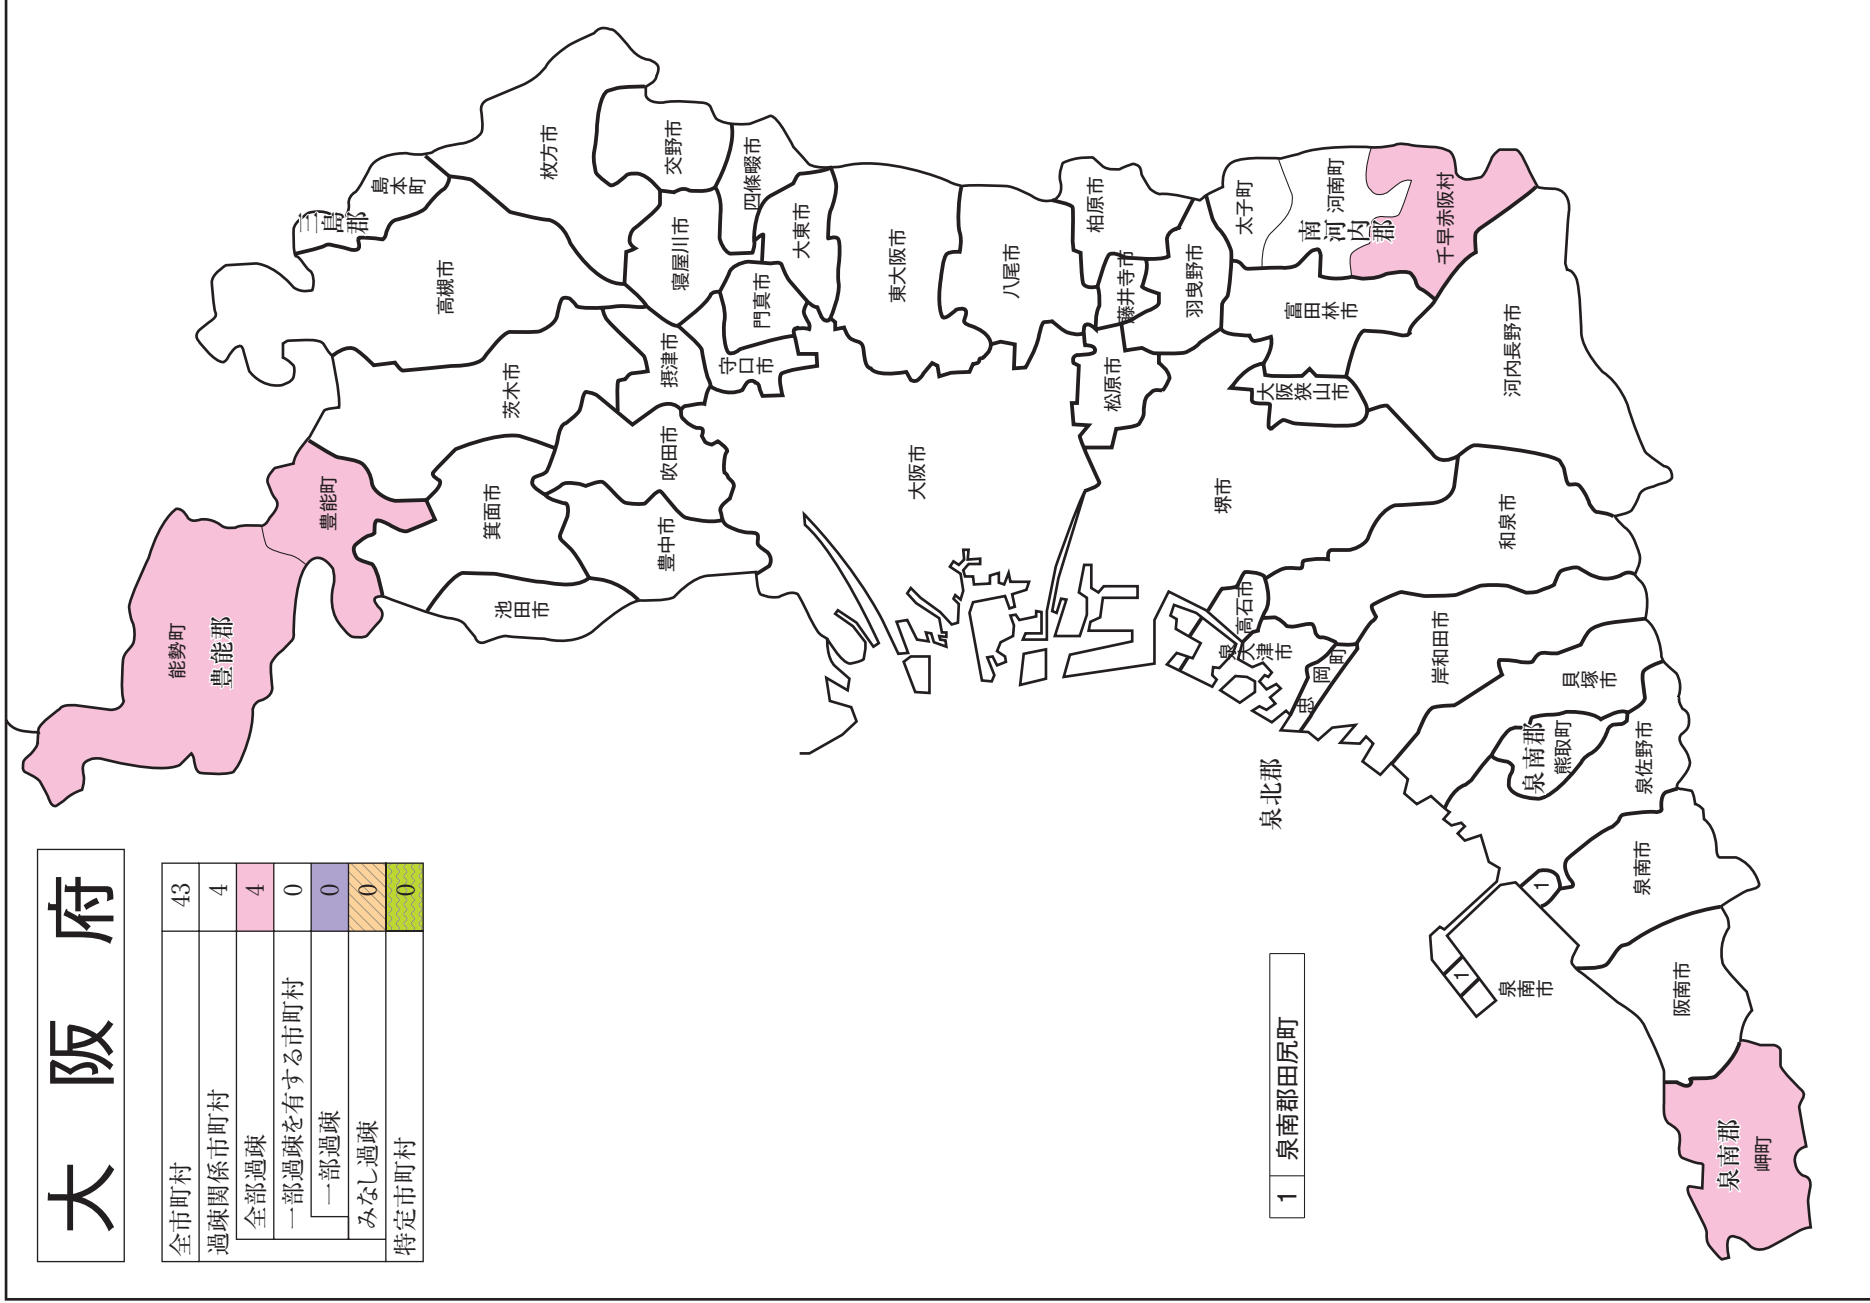 大阪府
全市町村 43
過疎関係市町村 4
全部過疎 4
一部過疎を有する市町村 0
一部過疎 0
みなし過疎 0
特定市町村 0
能勢町
豊能郡
豊能町
三島郡
島本町
高槻市
枚方市
茨木市
箕面市
池田市
豊中市
吹田市
摂津市
寝屋川市
交野市
四條畷市
守口市
門真市
大東市
東大阪市
大阪市
八尾市
柏原市
藤井寺市
松原市
羽曳野市
太子町
河南町
南河内郡
千早赤阪村
富田林市
大阪狭山市
河内長野市
堺市
高石市
泉大津市
忠岡町
泉北郡
和泉市
岸和田市
貝塚市
泉南郡
熊取町
泉佐野市
泉南市
1
1
泉南市
阪南市
泉南郡
岬町
1 泉南郡田尻町